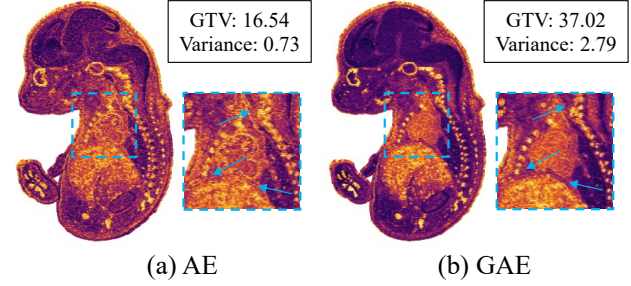 GTV: 16.54
Variance: 0.73
GTV: 37.02
Variance: 2.79
(a) AE
(b) GAE